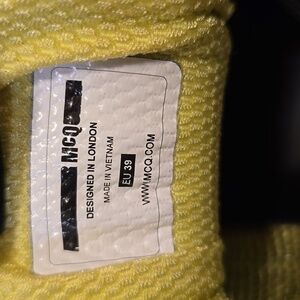 MCQ
DESIGNED IN LONDON
MADE IN VIETNAM
EU 39
WWW.MCQ.COM